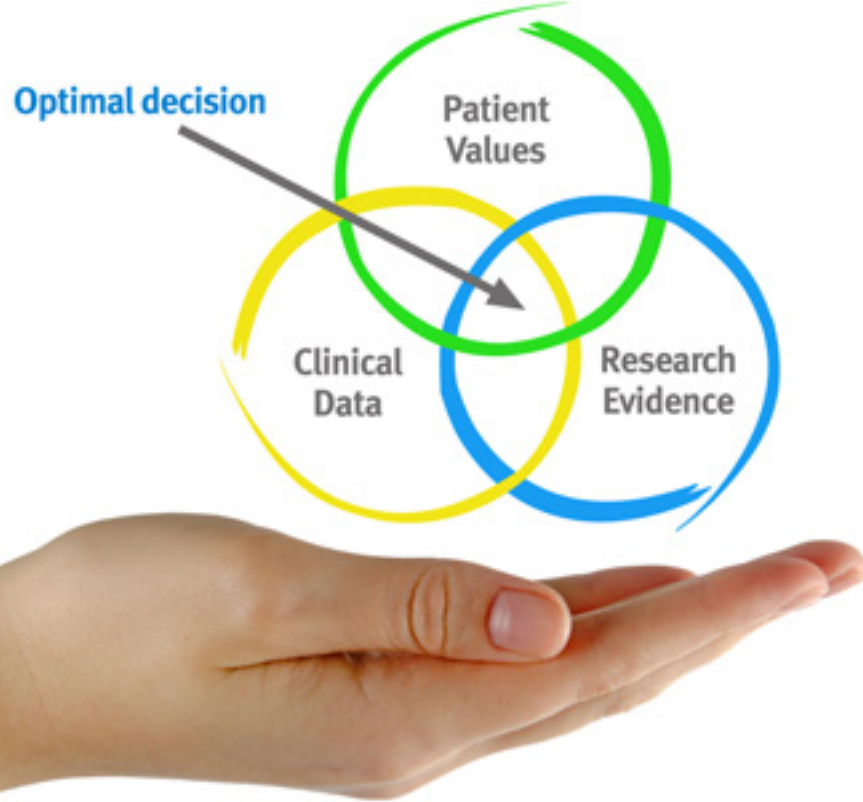 Optimal decision
Patient
Values
Clinical
Data
Research
Evidence